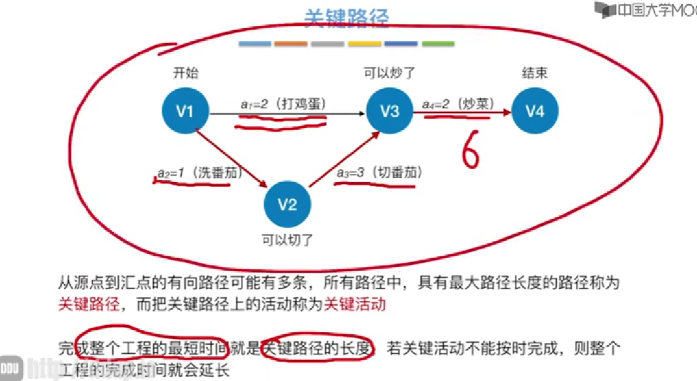 关键路径
中国大学MO
开始
可以炒了
结束
V1
a₁=2（打鸡蛋）
V3
a₄=2（炒菜）
V4
6
a₂=1（洗番茄）
a₃=3（切番茄）
V2
可以切了
从源点到汇点的有向路径可能有多条，所有路径中，具有最大路径长度的路径称为
关键路径，而把关键路径上的活动称为关键活动
完成整个工程的最短时间就是关键路径的长度，若关键活动不能按时完成，则整个
工程的完成时间就会延长